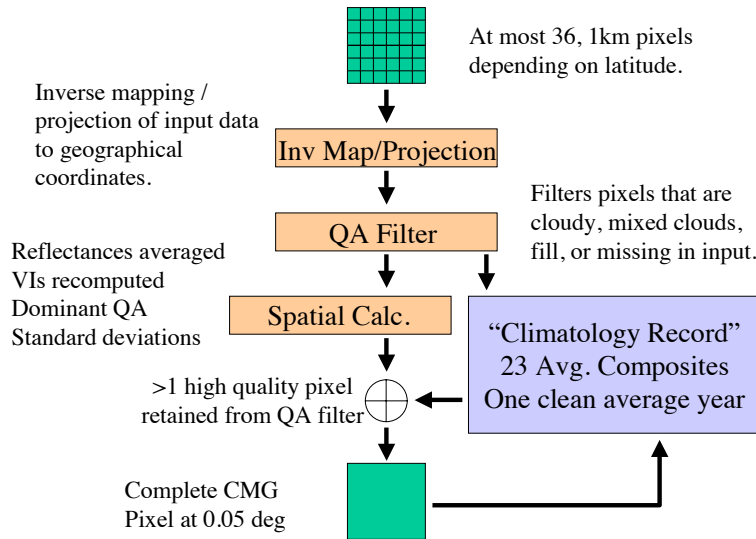 At most 36, 1km pixels
depending on latitude.
Inverse mapping /
projection of input data
to geographical
coordinates.
Inv Map/Projection
Filters pixels that are
cloudy, mixed clouds,
fill, or missing in input.
QA Filter
Reflectances averaged
VIs recomputed
Dominant QA
Standard deviations
Spatial Calc.
“Climatology Record”
23 Avg. Composites
One clean average year
>1 high quality pixel
retained from QA filter
Complete CMG
Pixel at 0.05 deg